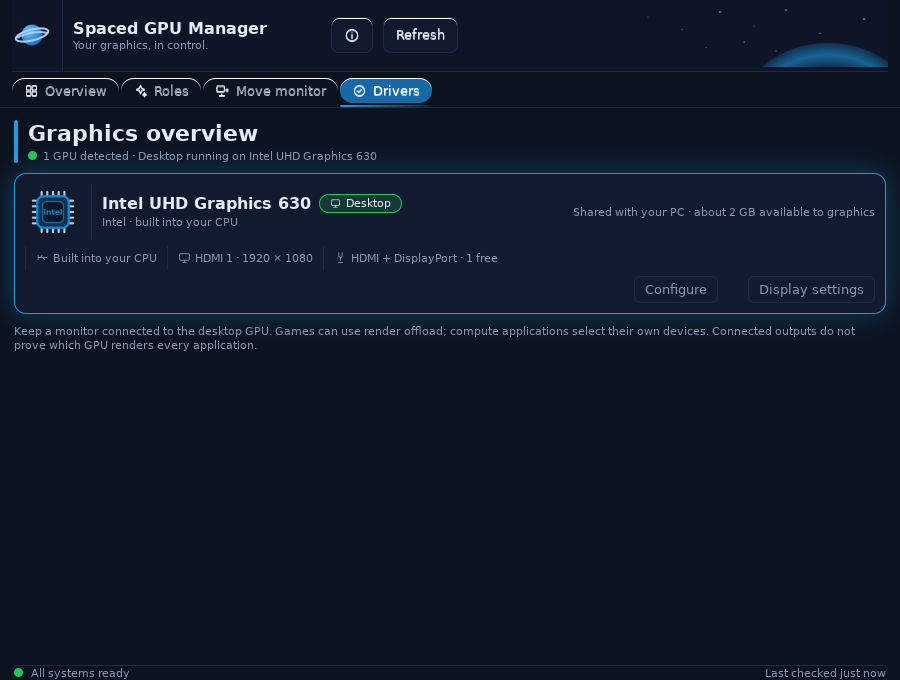 Spaced GPU Manager
Your graphics, in control.
Refresh
Overview
Roles
Move monitor
Drivers
Graphics overview
1 GPU detected · Desktop running on Intel UHD Graphics 630
intel
Intel UHD Graphics 630
Desktop
Intel · built into your CPU
Shared with your PC · about 2 GB available to graphics
Built into your CPU
HDMI 1 · 1920 × 1080
HDMI + DisplayPort · 1 free
Configure
Display settings
Keep a monitor connected to the desktop GPU. Games can use render offload; compute applications select their own devices. Connected outputs do not
prove which GPU renders every application.
All systems ready
Last checked just now